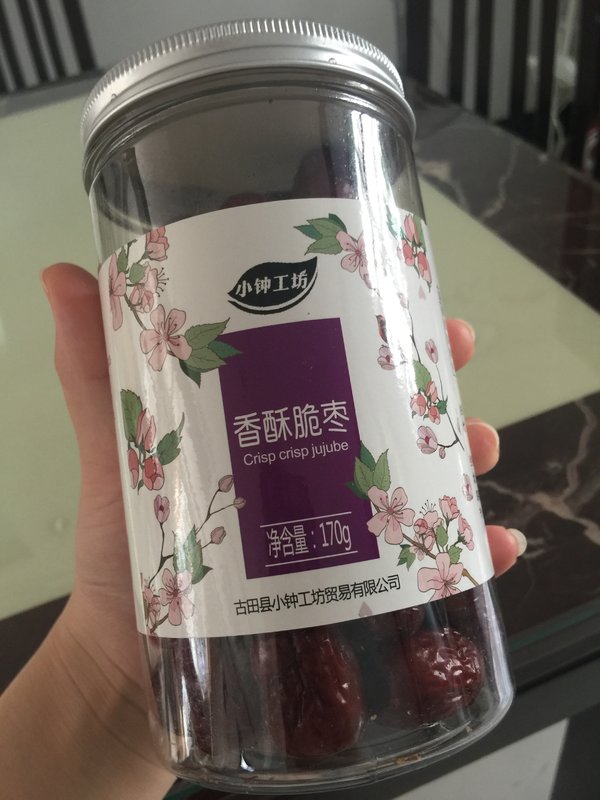 小钟工坊
香酥脆枣
Crisp crisp jujube
净含量：170g
古田县小钟工坊贸易有限公司